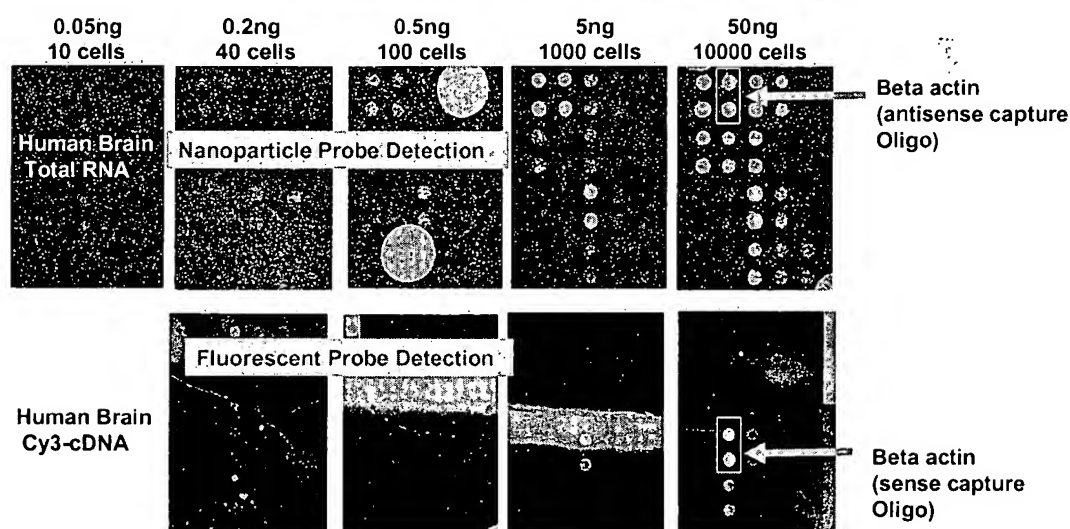 0.05ng
10 cells
0.2ng
40 cells
0.5ng
100 cells
5ng
1000 cells
50ng
10000 cells
Human Brain
Total RNA
Nanoparticle Probe Detection
Beta actin
(antisense capture
Oligo)
Fluorescent Probe Detection
Human Brain
Cy3-cDNA
Beta actin
(sense capture
Oligo)